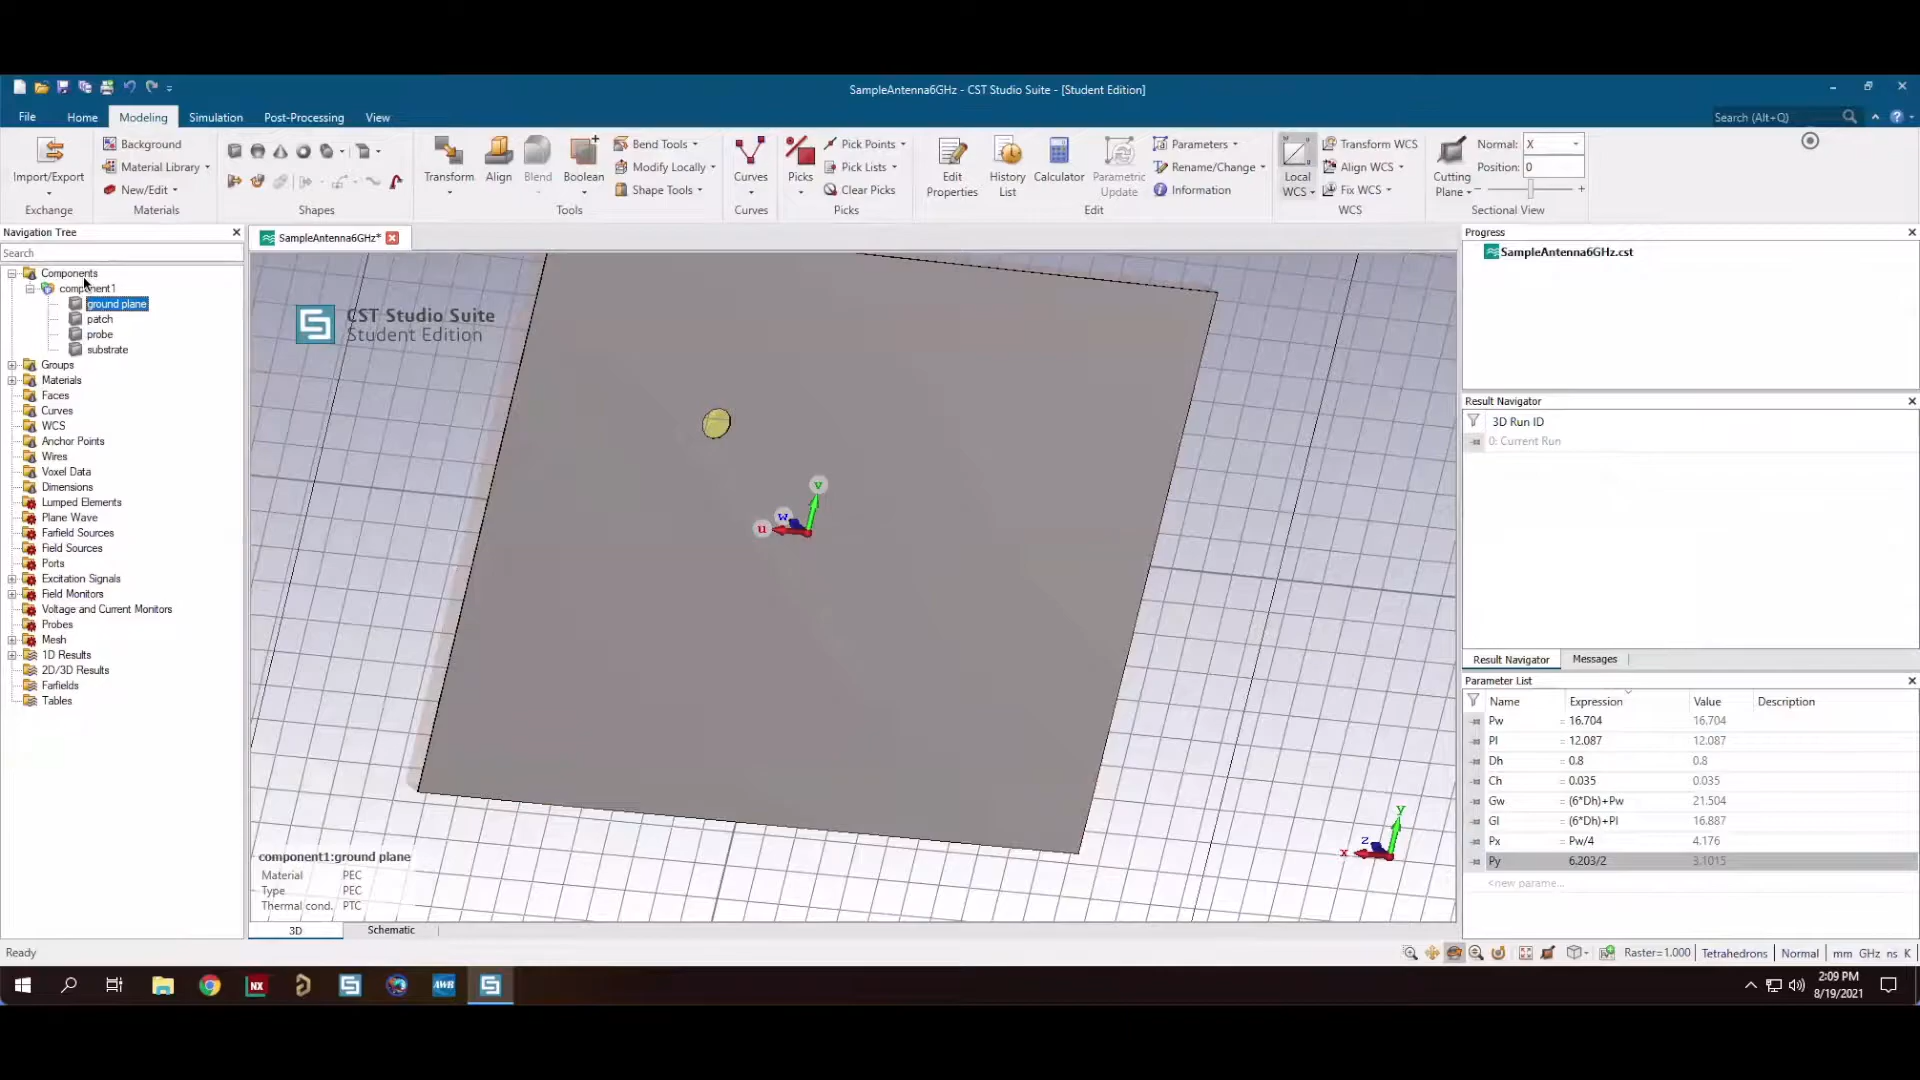 SampleAntenna6GHz - CST Studio Suite - [Student Edition]
File Home Modeling Simulation Post-Processing View
Search (Alt+Q)
Import/Export
Exchange
Background
Material Library
New/Edit
Materials
Shapes
Transform
Align
Blend
Boolean
Bend Tools
Modify Locally
Shape Tools
Tools
Curves
Curves
Picks
Pick Points
Pick Lists
Clear Picks
Picks
Edit Properties
History List
Calculator
Parametric Update
Parameters
Rename/Change
Information
Edit
Local WCS
Transform WCS
Align WCS
Fix WCS
WCS
Cutting Plane
Normal: X
Position: 0
Sectional View
Navigation Tree
Search
Components
component1
ground plane
patch
probe
substrate
Groups
Materials
Faces
Curves
WCS
Anchor Points
Wires
Voxel Data
Dimensions
Lumped Elements
Plane Wave
Farfield Sources
Field Sources
Ports
Excitation Signals
Field Monitors
Voltage and Current Monitors
Probes
Mesh
1D Results
2D/3D Results
Farfields
Tables
SampleAntenna6GHz*
CST Studio Suite
Student Edition
v
w
u
y
z
x
component1:ground plane
Material PEC
Type PEC
Thermal cond. PTC
3D Schematic
Progress
SampleAntenna6GHz.cst
Result Navigator
3D Run ID
0: Current Run
Result Navigator Messages
Parameter List
Name Expression Value Description
Pw = 16.704 16.704
Pl = 12.087 12.087
Dh = 0.8 0.8
Ch = 0.035 0.035
Gw = (6*Dh)+Pw 21.504
Gl = (6*Dh)+Pl 16.887
Px = Pw/4 4.176
Py 6.203/2 3.1015
<new parame...
Ready
Raster=1.000 Tetrahedrons Normal mm GHz ns K
NX
AWR
2:09 PM
8/19/2021